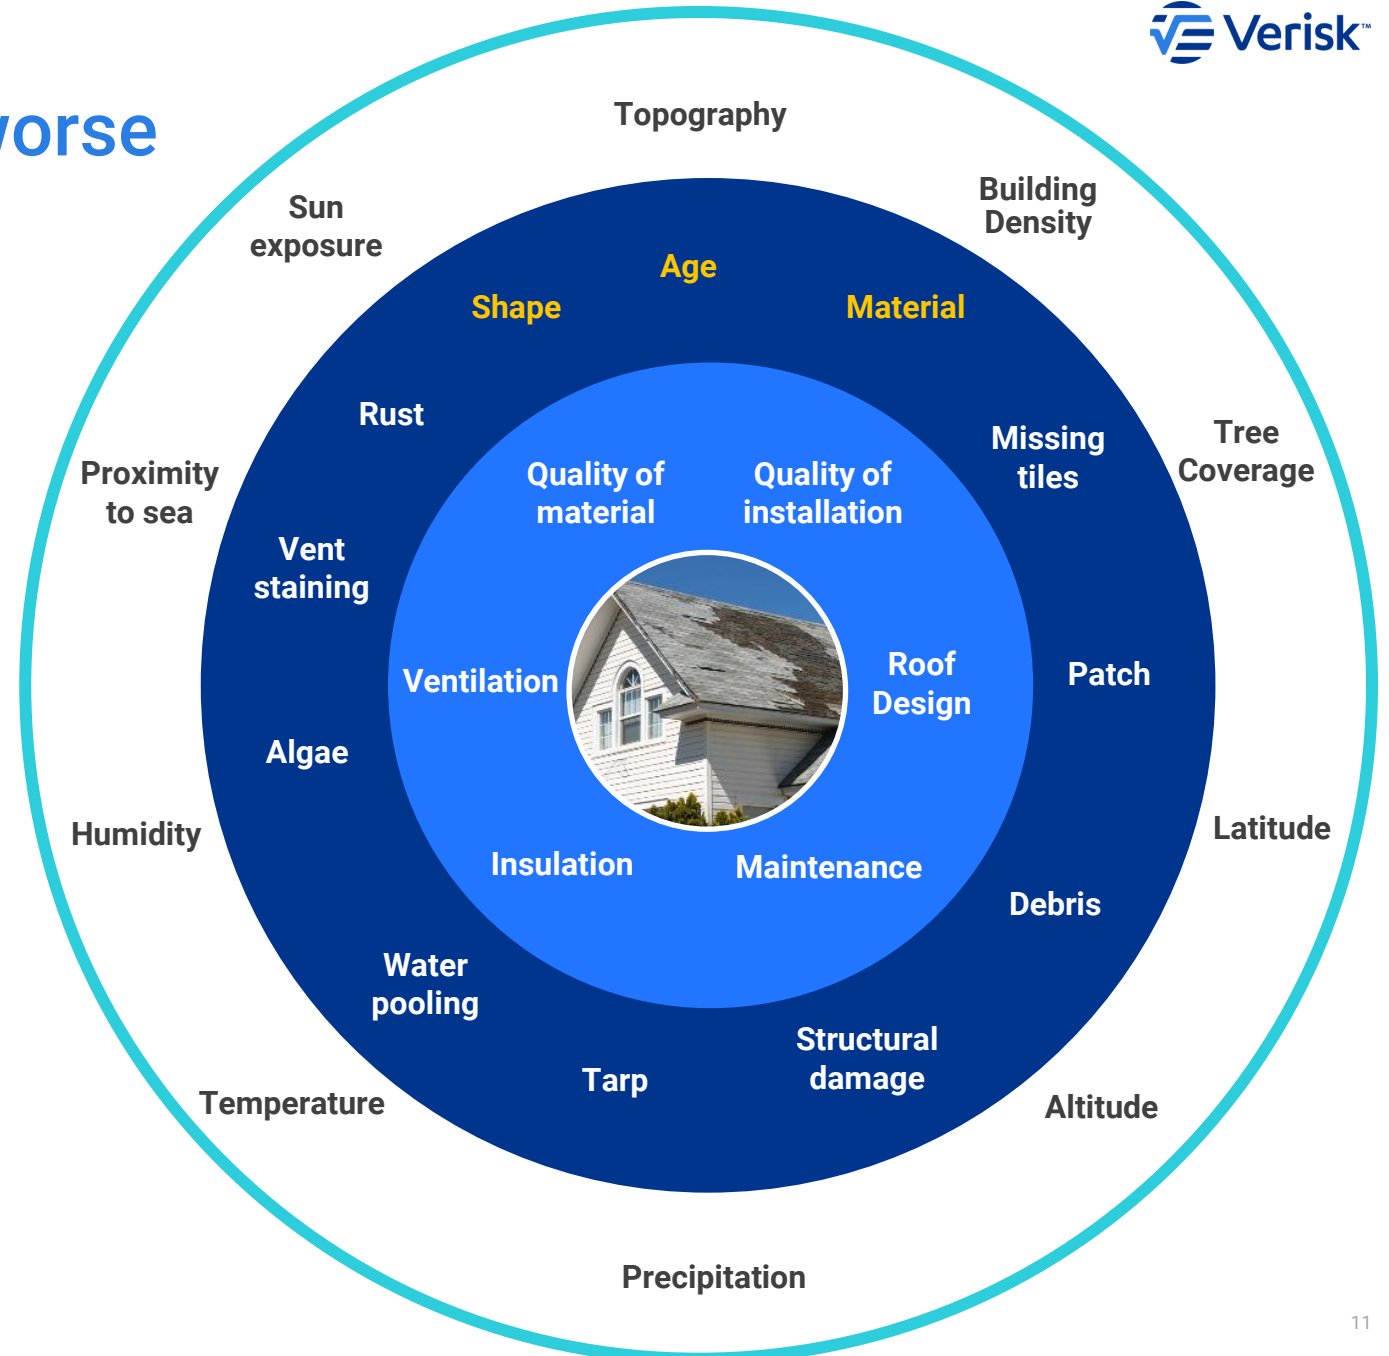 Verisk™
Topography
Building
Density
Sun
exposure
Age
Shape
Material
Rust
Missing
tiles
Tree
Coverage
Proximity
to sea
Quality of
material
Quality of
installation
Vent
staining
Ventilation
Roof
Design
Patch
Algae
Humidity
Latitude
Insulation
Maintenance
Debris
Water
pooling
Structural
damage
Tarp
Temperature
Altitude
Precipitation
11